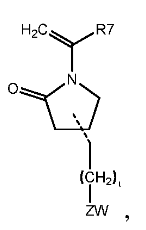 H₂C R7
N
O
(CH₂)ₜ
ZW ,